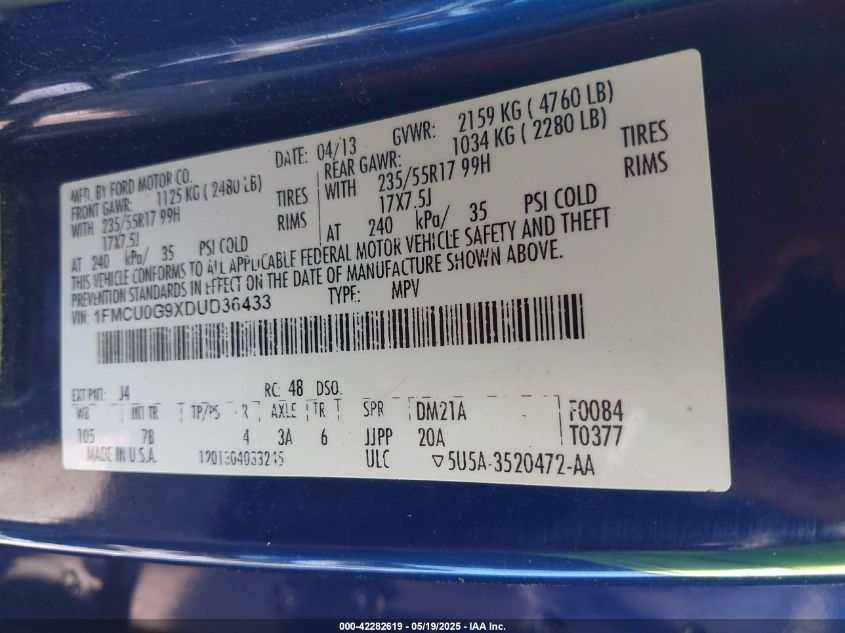 MFD. BY FORD MOTOR CO.
DATE: 04/13 GVWR: 2159 KG ( 4760 LB)
FRONT GAWR: 1125 KG ( 2480 LB) REAR GAWR: 1034 KG ( 2280 LB)
WITH 235/55R17 99H TIRES WITH 235/55R17 99H TIRES
17X7.5J RIMS 17X7.5J RIMS
AT 240 kPa/ 35 PSI COLD AT 240 kPa/ 35 PSI COLD
THIS VEHICLE CONFORMS TO ALL APPLICABLE FEDERAL MOTOR VEHICLE SAFETY AND THEFT
PREVENTION STANDARDS IN EFFECT ON THE DATE OF MANUFACTURE SHOWN ABOVE.
VIN: 1FMCU0G9XDUD36433 TYPE: MPV
EXT PNT: J4 RC: 48 DSO:
WB INT TR TP/PS R AXLE TR SPR DM21A F0084
105 7B 4 3A 6 JJPP 20A T0377
MADE IN U.S.A. ULC ▽5U5A-3520472-AA
000-42282619 - 05/19/2025 - IAA Inc.